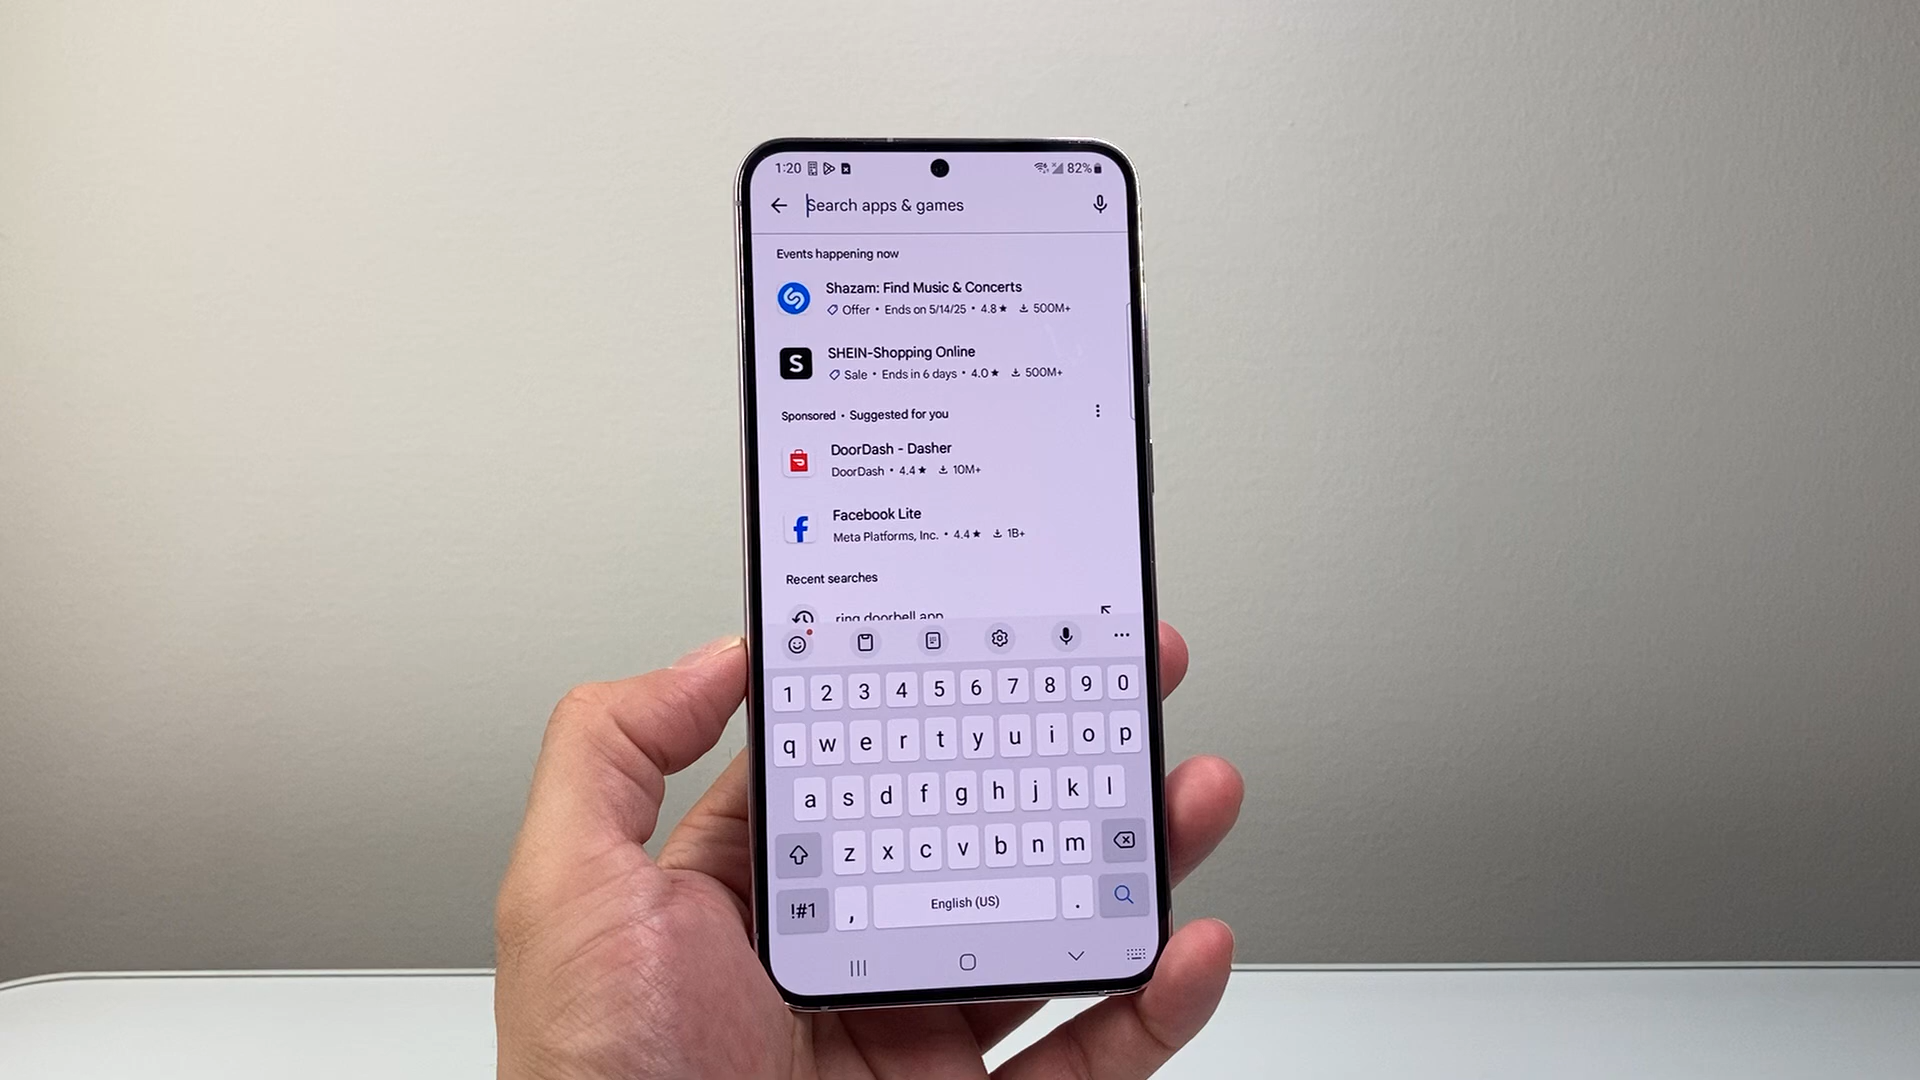 1:20 82%
Search apps & games
Events happening now
Shazam: Find Music & Concerts
Offer • Ends on 5/14/25 • 4.8★ 500M+
S
SHEIN-Shopping Online
Sale • Ends in 6 days • 4.0★ 500M+
Sponsored • Suggested for you
DoorDash - Dasher
DoorDash • 4.4★ 10M+
f
Facebook Lite
Meta Platforms, Inc. • 4.4★ 1B+
Recent searches
ring doorbell app
1 2 3 4 5 6 7 8 9 0
q w e r t y u i o p
a s d f g h j k l
z x c v b n m
!#1 , English (US) .